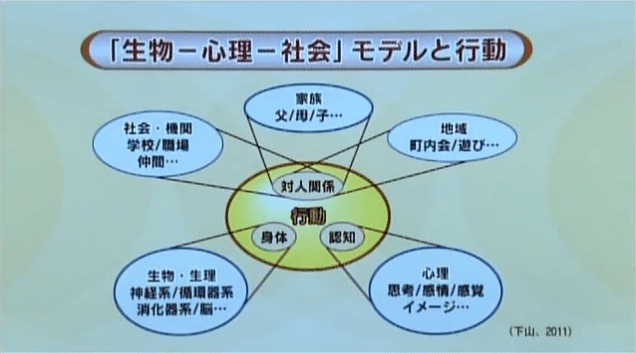 「生物－心理－社会」モデルと行動
家族
父/母/子…
社会・機関
学校/職場
仲間…
地域
町内会/遊び…
対人関係
行動
身体
認知
生物・生理
神経系/循環器系
消化器系/脳…
心理
思考/感情/感覚
イメージ…
（下山、2011）